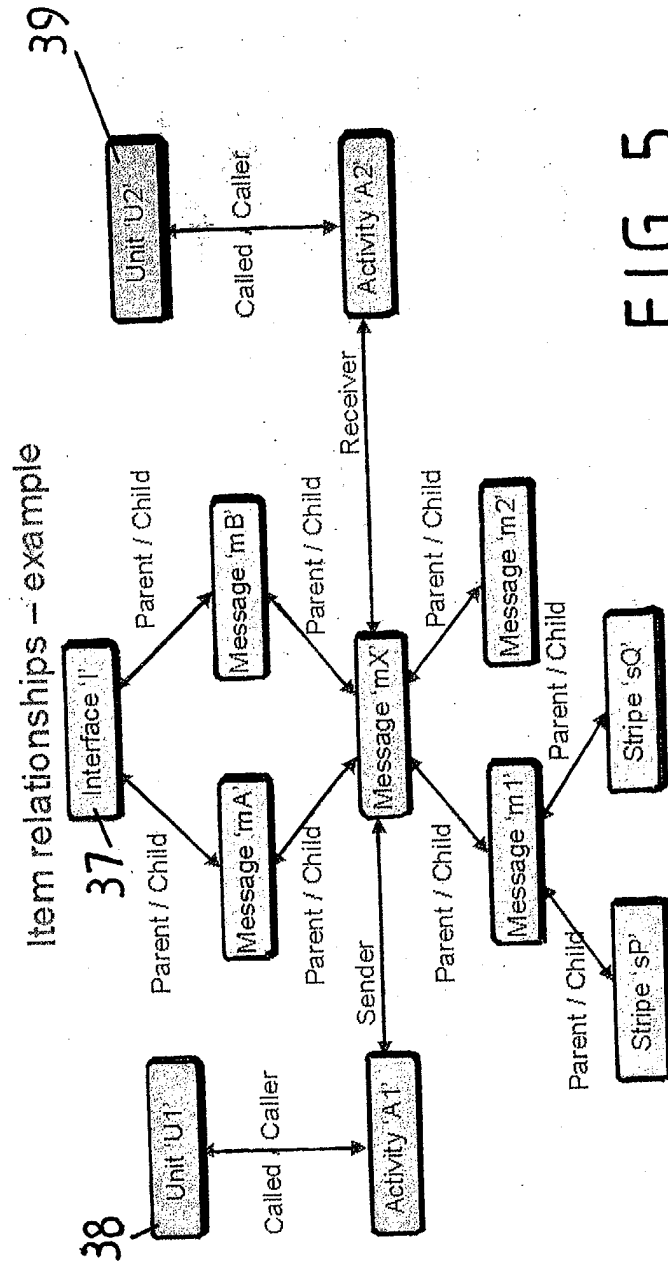 Item relationships – example
37
Interface 'I'
38
Unit 'U1'
39
Unit 'U2'
Parent / Child
Parent / Child
Called
Caller
Called
Caller
Message 'mA'
Message 'mB'
Parent / Child
Parent / Child
Sender
Receiver
Activity 'A1'
Message 'mX'
Activity 'A2'
Parent / Child
Parent / Child
Message 'm1'
Message 'm2'
Parent / Child
Parent / Child
Stripe 'sP'
Stripe 'sQ'
FIG 5